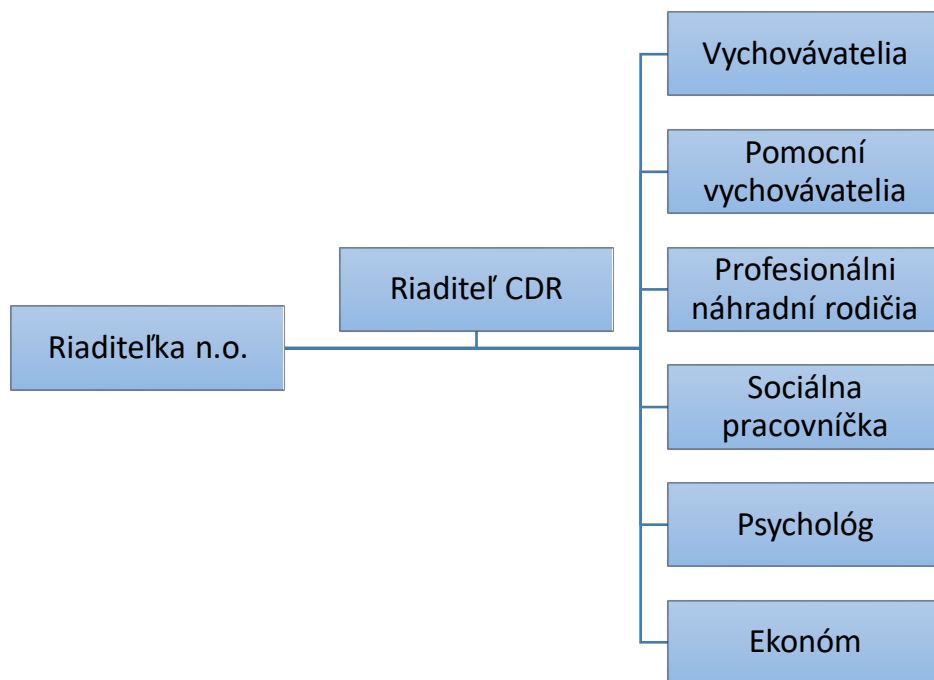 Riaditeľka n.o.
Riaditeľ CDR
Vychovávatelia
Pomocní
vychovávatelia
Profesionálni
náhradní rodičia
Sociálna
pracovníčka
Psychológ
Ekonóm